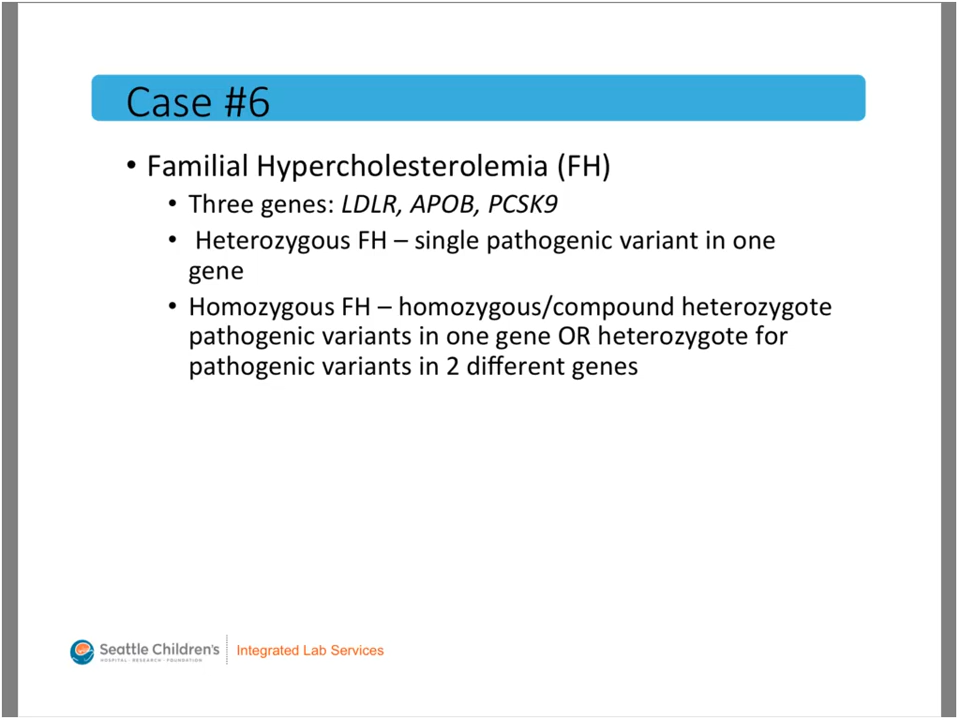 Case #6
• Familial Hypercholesterolemia (FH)
• Three genes: LDLR, APOB, PCSK9
• Heterozygous FH – single pathogenic variant in one
gene
• Homozygous FH – homozygous/compound heterozygote
pathogenic variants in one gene OR heterozygote for
pathogenic variants in 2 different genes
Seattle Children's
HOSPITAL · RESEARCH · FOUNDATION
Integrated Lab Services